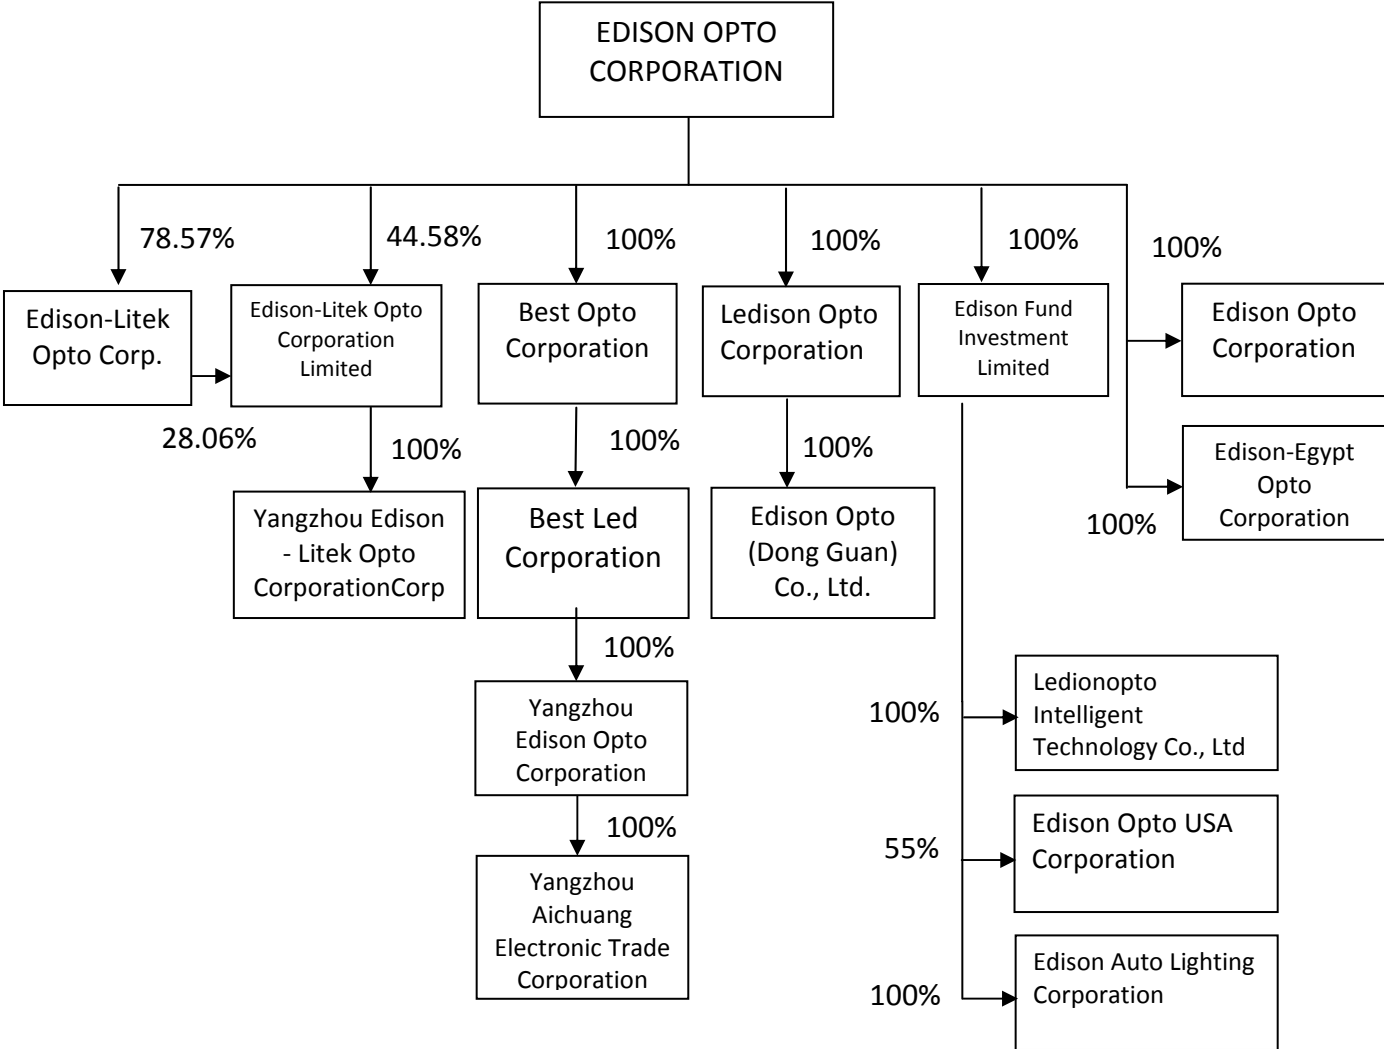 EDISON OPTO
CORPORATION
78.57%
44.58%
100%
100%
100%
100%
Edison-Litek
Opto Corp.
Edison-Litek Opto
Corporation
Limited
Best Opto
Corporation
Ledison Opto
Corporation
Edison Fund
Investment
Limited
Edison Opto
Corporation
28.06%
100%
100%
100%
100%
Edison-Egypt
Opto
Corporation
Yangzhou Edison
- Litek Opto
CorporationCorp
Best Led
Corporation
Edison Opto
(Dong Guan)
Co., Ltd.
100%
Yangzhou
Edison Opto
Corporation
100%
Ledionopto
Intelligent
Technology Co., Ltd
100%
Yangzhou
Aichuang
Electronic Trade
Corporation
55%
Edison Opto USA
Corporation
100%
Edison Auto Lighting
Corporation